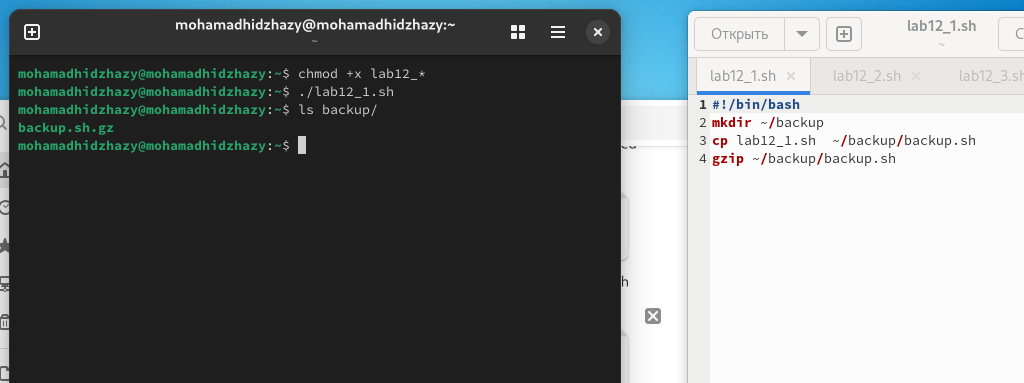 mohamadhidzhazy@mohamadhidzhazy:~
~
mohamadhidzhazy@mohamadhidzhazy:~$ chmod +x lab12_*
mohamadhidzhazy@mohamadhidzhazy:~$ ./lab12_1.sh
mohamadhidzhazy@mohamadhidzhazy:~$ ls backup/
backup.sh.gz
mohamadhidzhazy@mohamadhidzhazy:~$
Открыть
lab12_1.sh
~
С
lab12_1.sh
lab12_2.sh
lab12_3.sh
1 #!/bin/bash
2 mkdir ~/backup
3 cp lab12_1.sh  ~/backup/backup.sh
4 gzip ~/backup/backup.sh